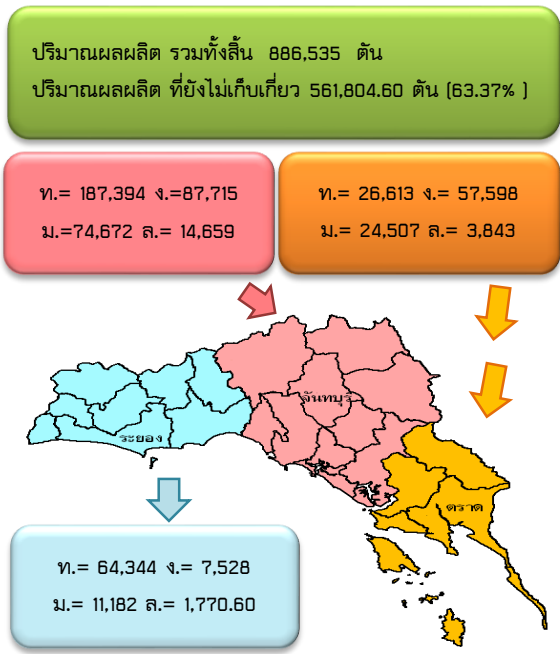 ปริมาณผลผลิต รวมทั้งสิ้น 886,535 ตัน
ปริมาณผลผลิต ที่ยังไม่เก็บเกี่ยว 561,804.60 ตัน (63.37% )
ท.= 187,394 ง.=87,715
ม.=74,672 ล.= 14,659
ท.= 26,613 ง.= 57,598
ม.= 24,507 ล.= 3,843
จันทบุรี
ระยอง
ตราด
ท.= 64,344 ง.= 7,528
ม.= 11,182 ล.= 1,770.60